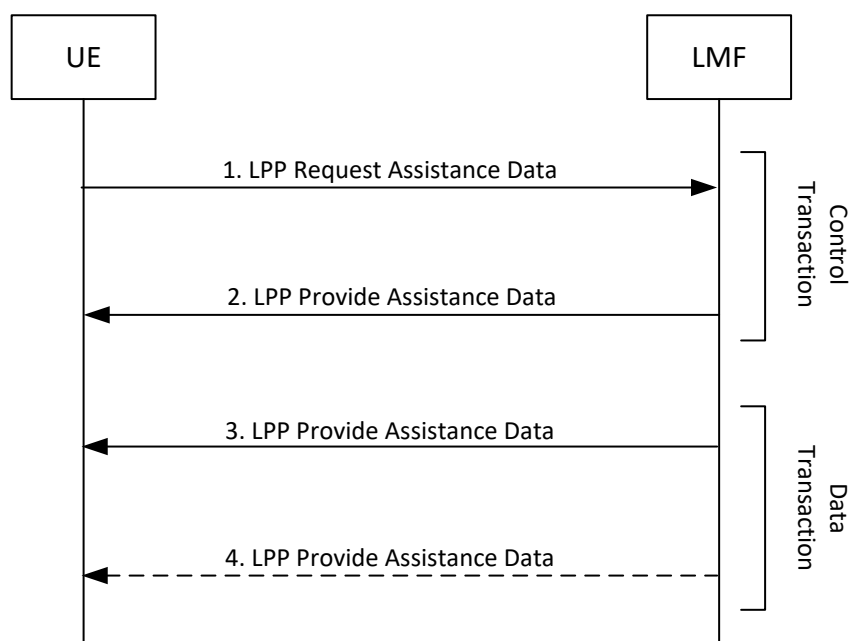 UE
LMF
1. LPP Request Assistance Data
2. LPP Provide Assistance Data
Control
Transaction
3. LPP Provide Assistance Data
4. LPP Provide Assistance Data
Data
Transaction